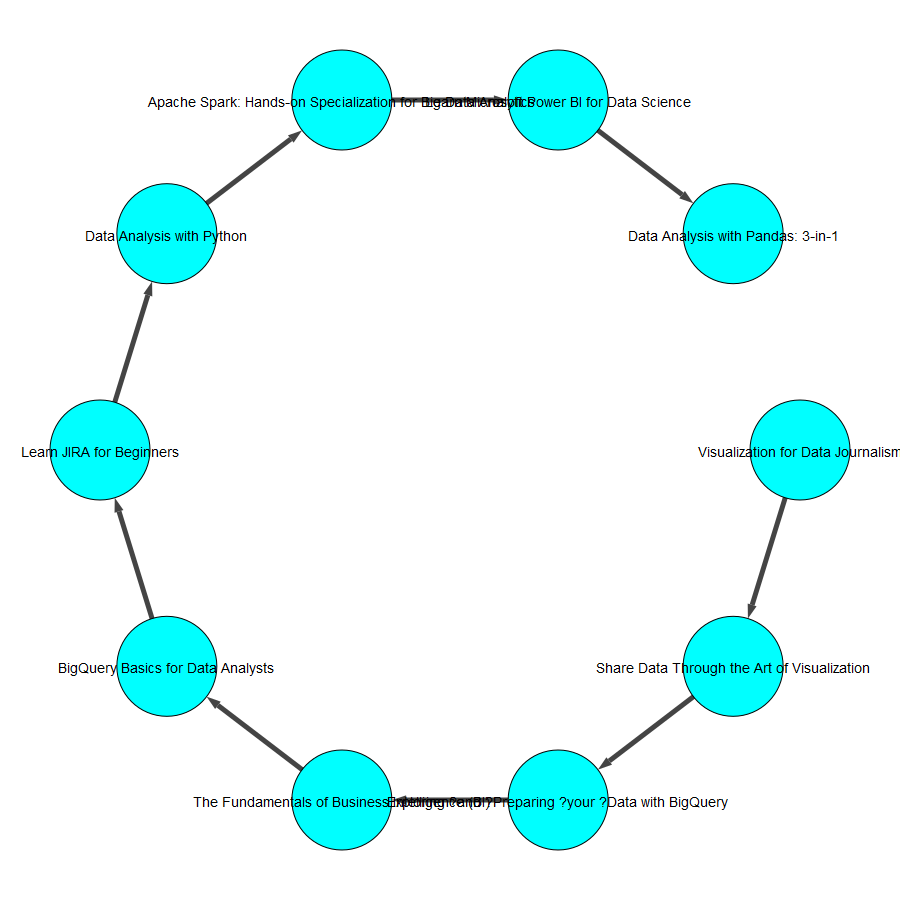 Apache Spark: Hands-on Specialization for Big Data Analytics
Learn Microsoft Power BI for Data Science
Data Analysis with Python
Data Analysis with Pandas: 3-in-1
Learn JIRA for Beginners
Visualization for Data Journalism
BigQuery Basics for Data Analysts
Share Data Through the Art of Visualization
The Fundamentals of Business Intelligence (BI)
Exploring ?and ?Preparing ?your ?Data with BigQuery